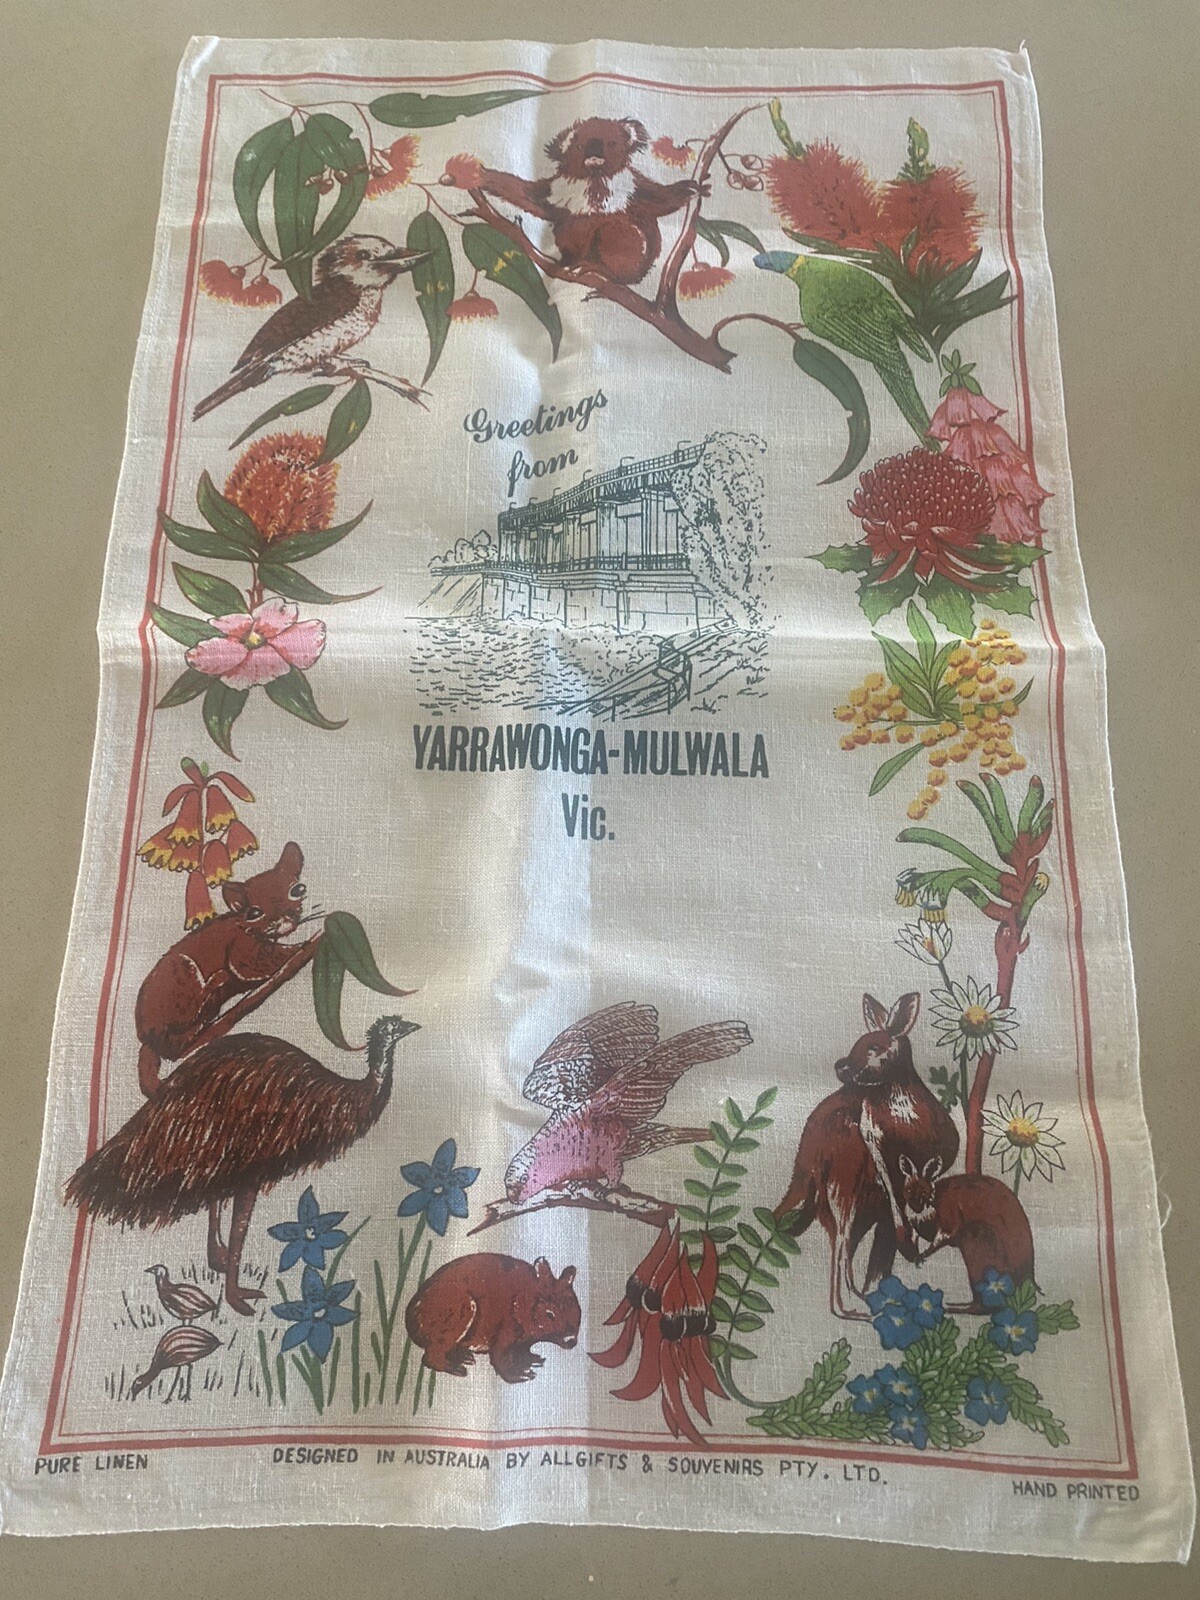 Greetings
from
YARRAWONGA-MULWALA
Vic.
PURE LINEN
DESIGNED IN AUSTRALIA BY ALLGIFTS & SOUVENIRS PTY. LTD.
HAND PRINTED